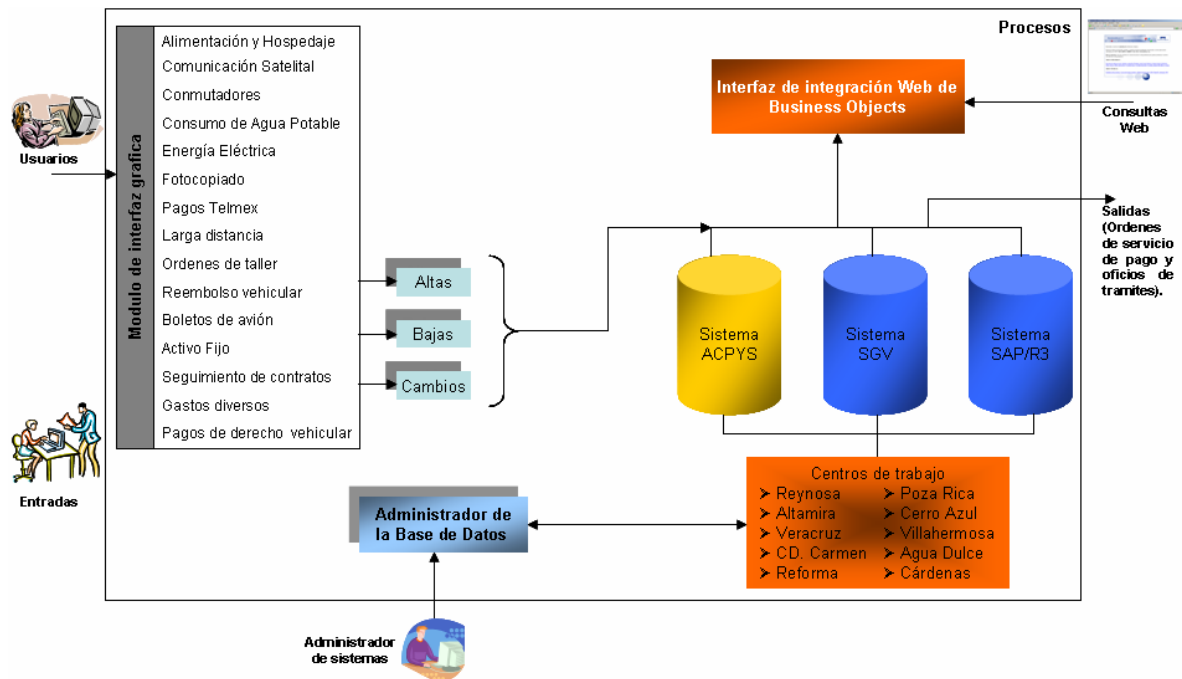 Procesos
Modulo de interfaz grafica
Alimentación y Hospedaje
Comunicación Satelital
Conmutadores
Consumo de Agua Potable
Energía Eléctrica
Fotocopiado
Pagos Telmex
Larga distancia
Ordenes de taller
Reembolso vehicular
Boletos de avión
Activo Fijo
Seguimiento de contratos
Gastos diversos
Pagos de derecho vehicular
Usuarios
Entradas
Altas
Bajas
Cambios
Interfaz de integración Web de
Business Objects
Consultas
Web
Salidas
(Ordenes
de servicio
de pago y
oficios de
tramites).
Sistema
ACPYS
Sistema
SGV
Sistema
SAP/R3
Centros de trabajo
➢ Reynosa
➢ Altamira
➢ Veracruz
➢ CD. Carmen
➢ Reforma
➢ Poza Rica
➢ Cerro Azul
➢ Villahermosa
➢ Agua Dulce
➢ Cárdenas
Administrador de
la Base de Datos
Administrador
de sistemas